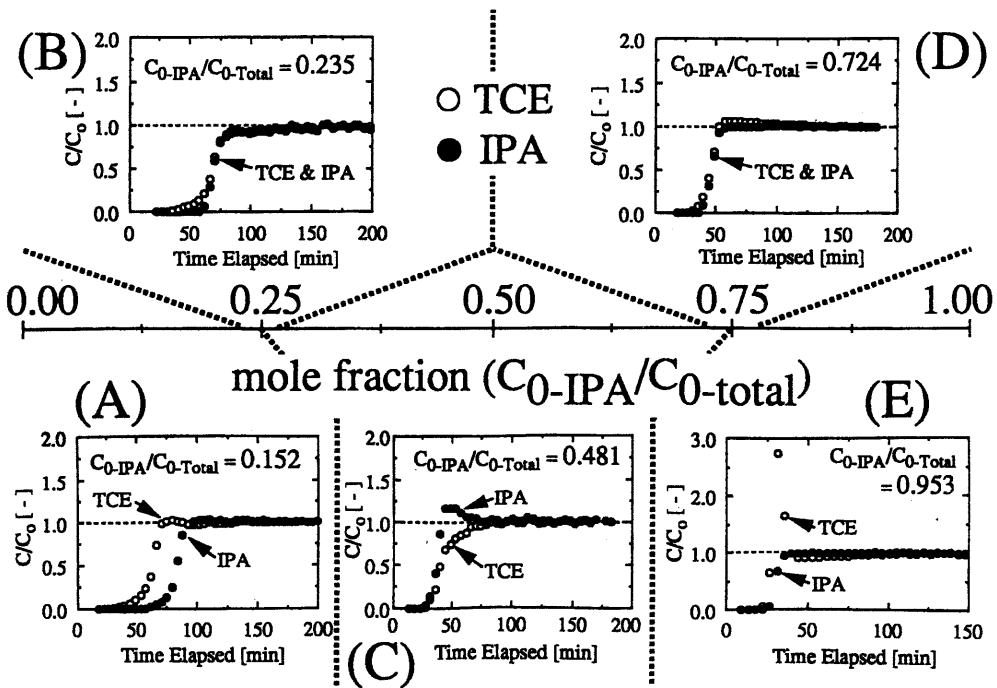 (B)
2.0
1.5
1.0
0.5
0.0
C/C₀ [ - ]
C₀₋IPA/C₀₋Total = 0.235
TCE & IPA
0 50 100 150 200
Time Elapsed [min]
○ TCE
● IPA
(D)
2.0
1.5
1.0
0.5
0.0
C/C₀ [ - ]
C₀₋IPA/C₀₋Total = 0.724
TCE & IPA
0 50 100 150 200
Time Elapsed [min]
0.00 0.25 0.50 0.75 1.00
mole fraction (C₀₋IPA/C₀₋total)
(A)
2.0
1.5
1.0
0.5
0.0
C/C₀ [ - ]
C₀₋IPA/C₀₋Total = 0.152
TCE
IPA
0 50 100 150 200
Time Elapsed [min]
(C)
2.0
1.5
1.0
0.5
0.0
C/C₀ [ - ]
C₀₋IPA/C₀₋Total = 0.481
IPA
TCE
0 50 100 150 200
Time Elapsed [min]
(E)
3.0
2.0
1.0
0.0
C/C₀ [ - ]
C₀₋IPA/C₀₋Total
= 0.953
TCE
IPA
0 50 100 150
Time Elapsed [min]